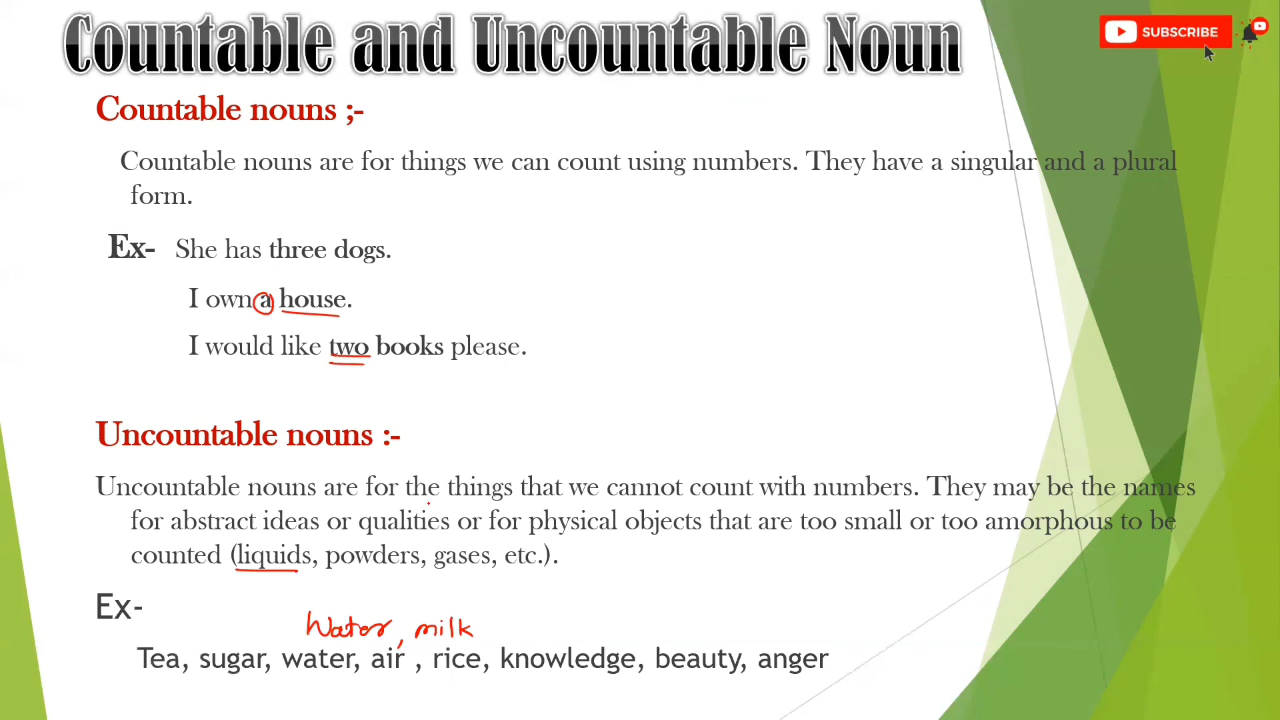 Countable and Uncountable Noun
SUBSCRIBE
Countable nouns ;-
Countable nouns are for things we can count using numbers. They have a singular and a plural
form.
Ex- She has three dogs.
I own a house.
I would like two books please.
Uncountable nouns :-
Uncountable nouns are for the things that we cannot count with numbers. They may be the names
for abstract ideas or qualities or for physical objects that are too small or too amorphous to be
counted (liquids, powders, gases, etc.).
Ex-
Water, milk
Tea, sugar, water, air , rice, knowledge, beauty, anger